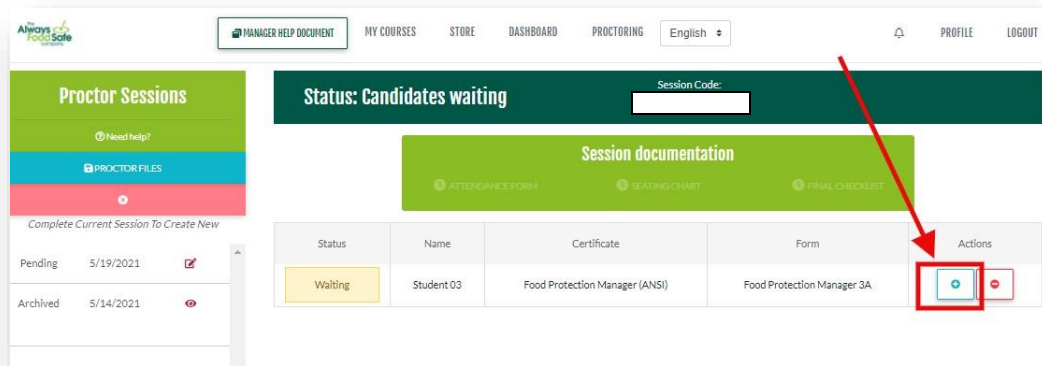 the
Always
Food Safe
company
MANAGER HELP DOCUMENT MY COURSES STORE DASHBOARD PROCTORING English PROFILE LOGOUT
Proctor Sessions
Need help?
PROCTOR FILES
Complete Current Session To Create New
Pending 5/19/2021
Archived 5/14/2021
Status: Candidates waiting
Session Code:
Session documentation
ATTENDANCE FORM SEATING CHART FINAL CHECKLIST
Status Name Certificate Form Actions
Waiting Student 03 Food Protection Manager (ANSI) Food Protection Manager 3A